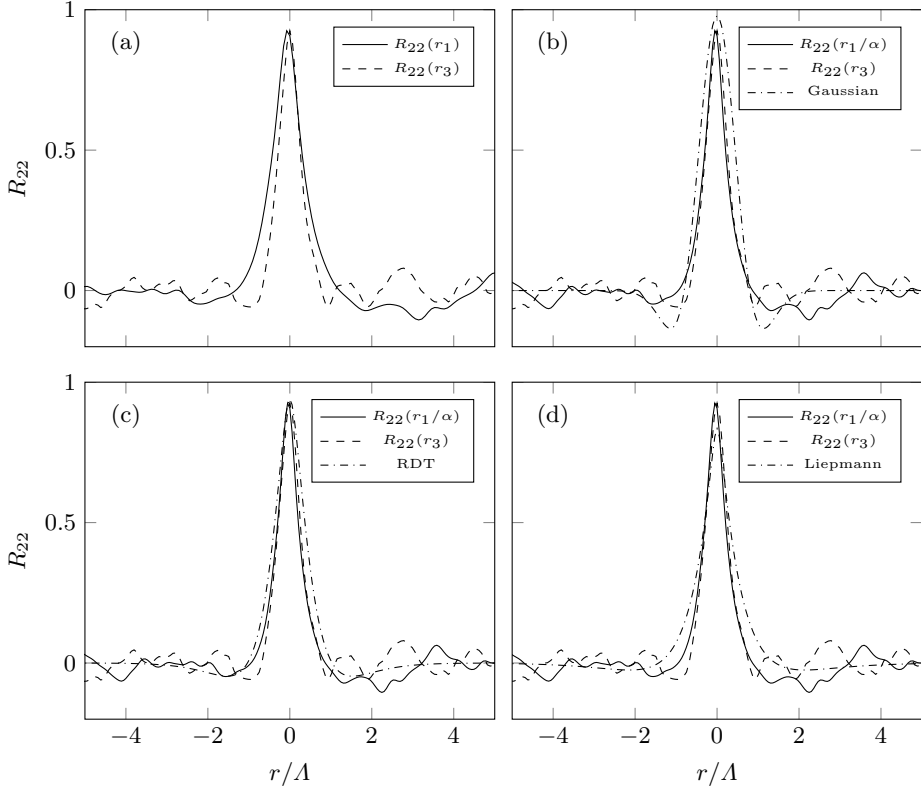 (a)
R₂₂(r₁)
R₂₂(r₃)
1
0.5
0
R₂₂
(b)
R₂₂(r₁/α)
R₂₂(r₃)
Gaussian
(c)
R₂₂(r₁/α)
R₂₂(r₃)
RDT
1
0.5
0
R₂₂
−4 −2 0 2 4
r/Λ
(d)
R₂₂(r₁/α)
R₂₂(r₃)
Liepmann
−4 −2 0 2 4
r/Λ